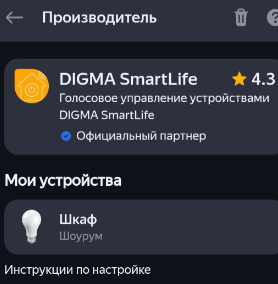 Производитель
DIGMA SmartLife
4.3
Голосовое управление устройствами
DIGMA SmartLife
Официальный партнер
Мои устройства
Шкаф
Шоурум
Инструкции по настройке